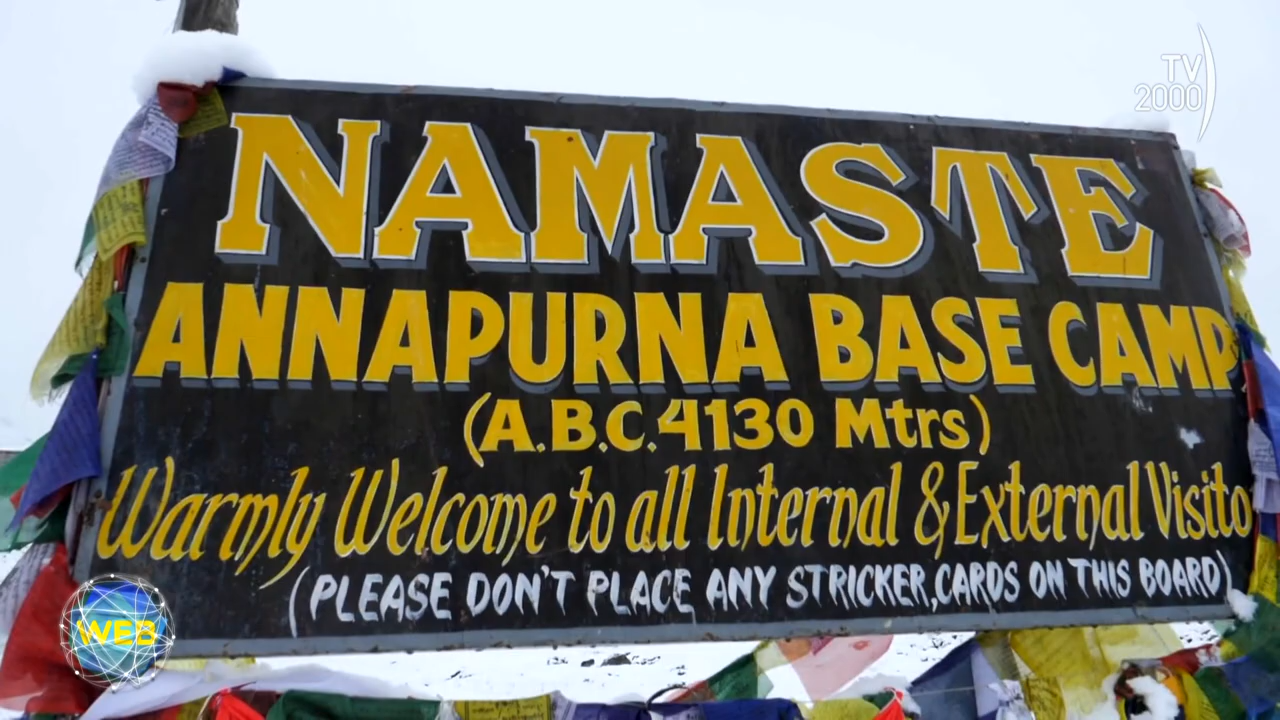 TV
2000
NAMASTE
ANNAPURNA BASE CAMP
(A.B.C. 4130 Mtrs)
Warmly Welcome to all Internal & External Visito
(PLEASE DON'T PLACE ANY STRICKER,CARDS ON THIS BOARD)
WEB